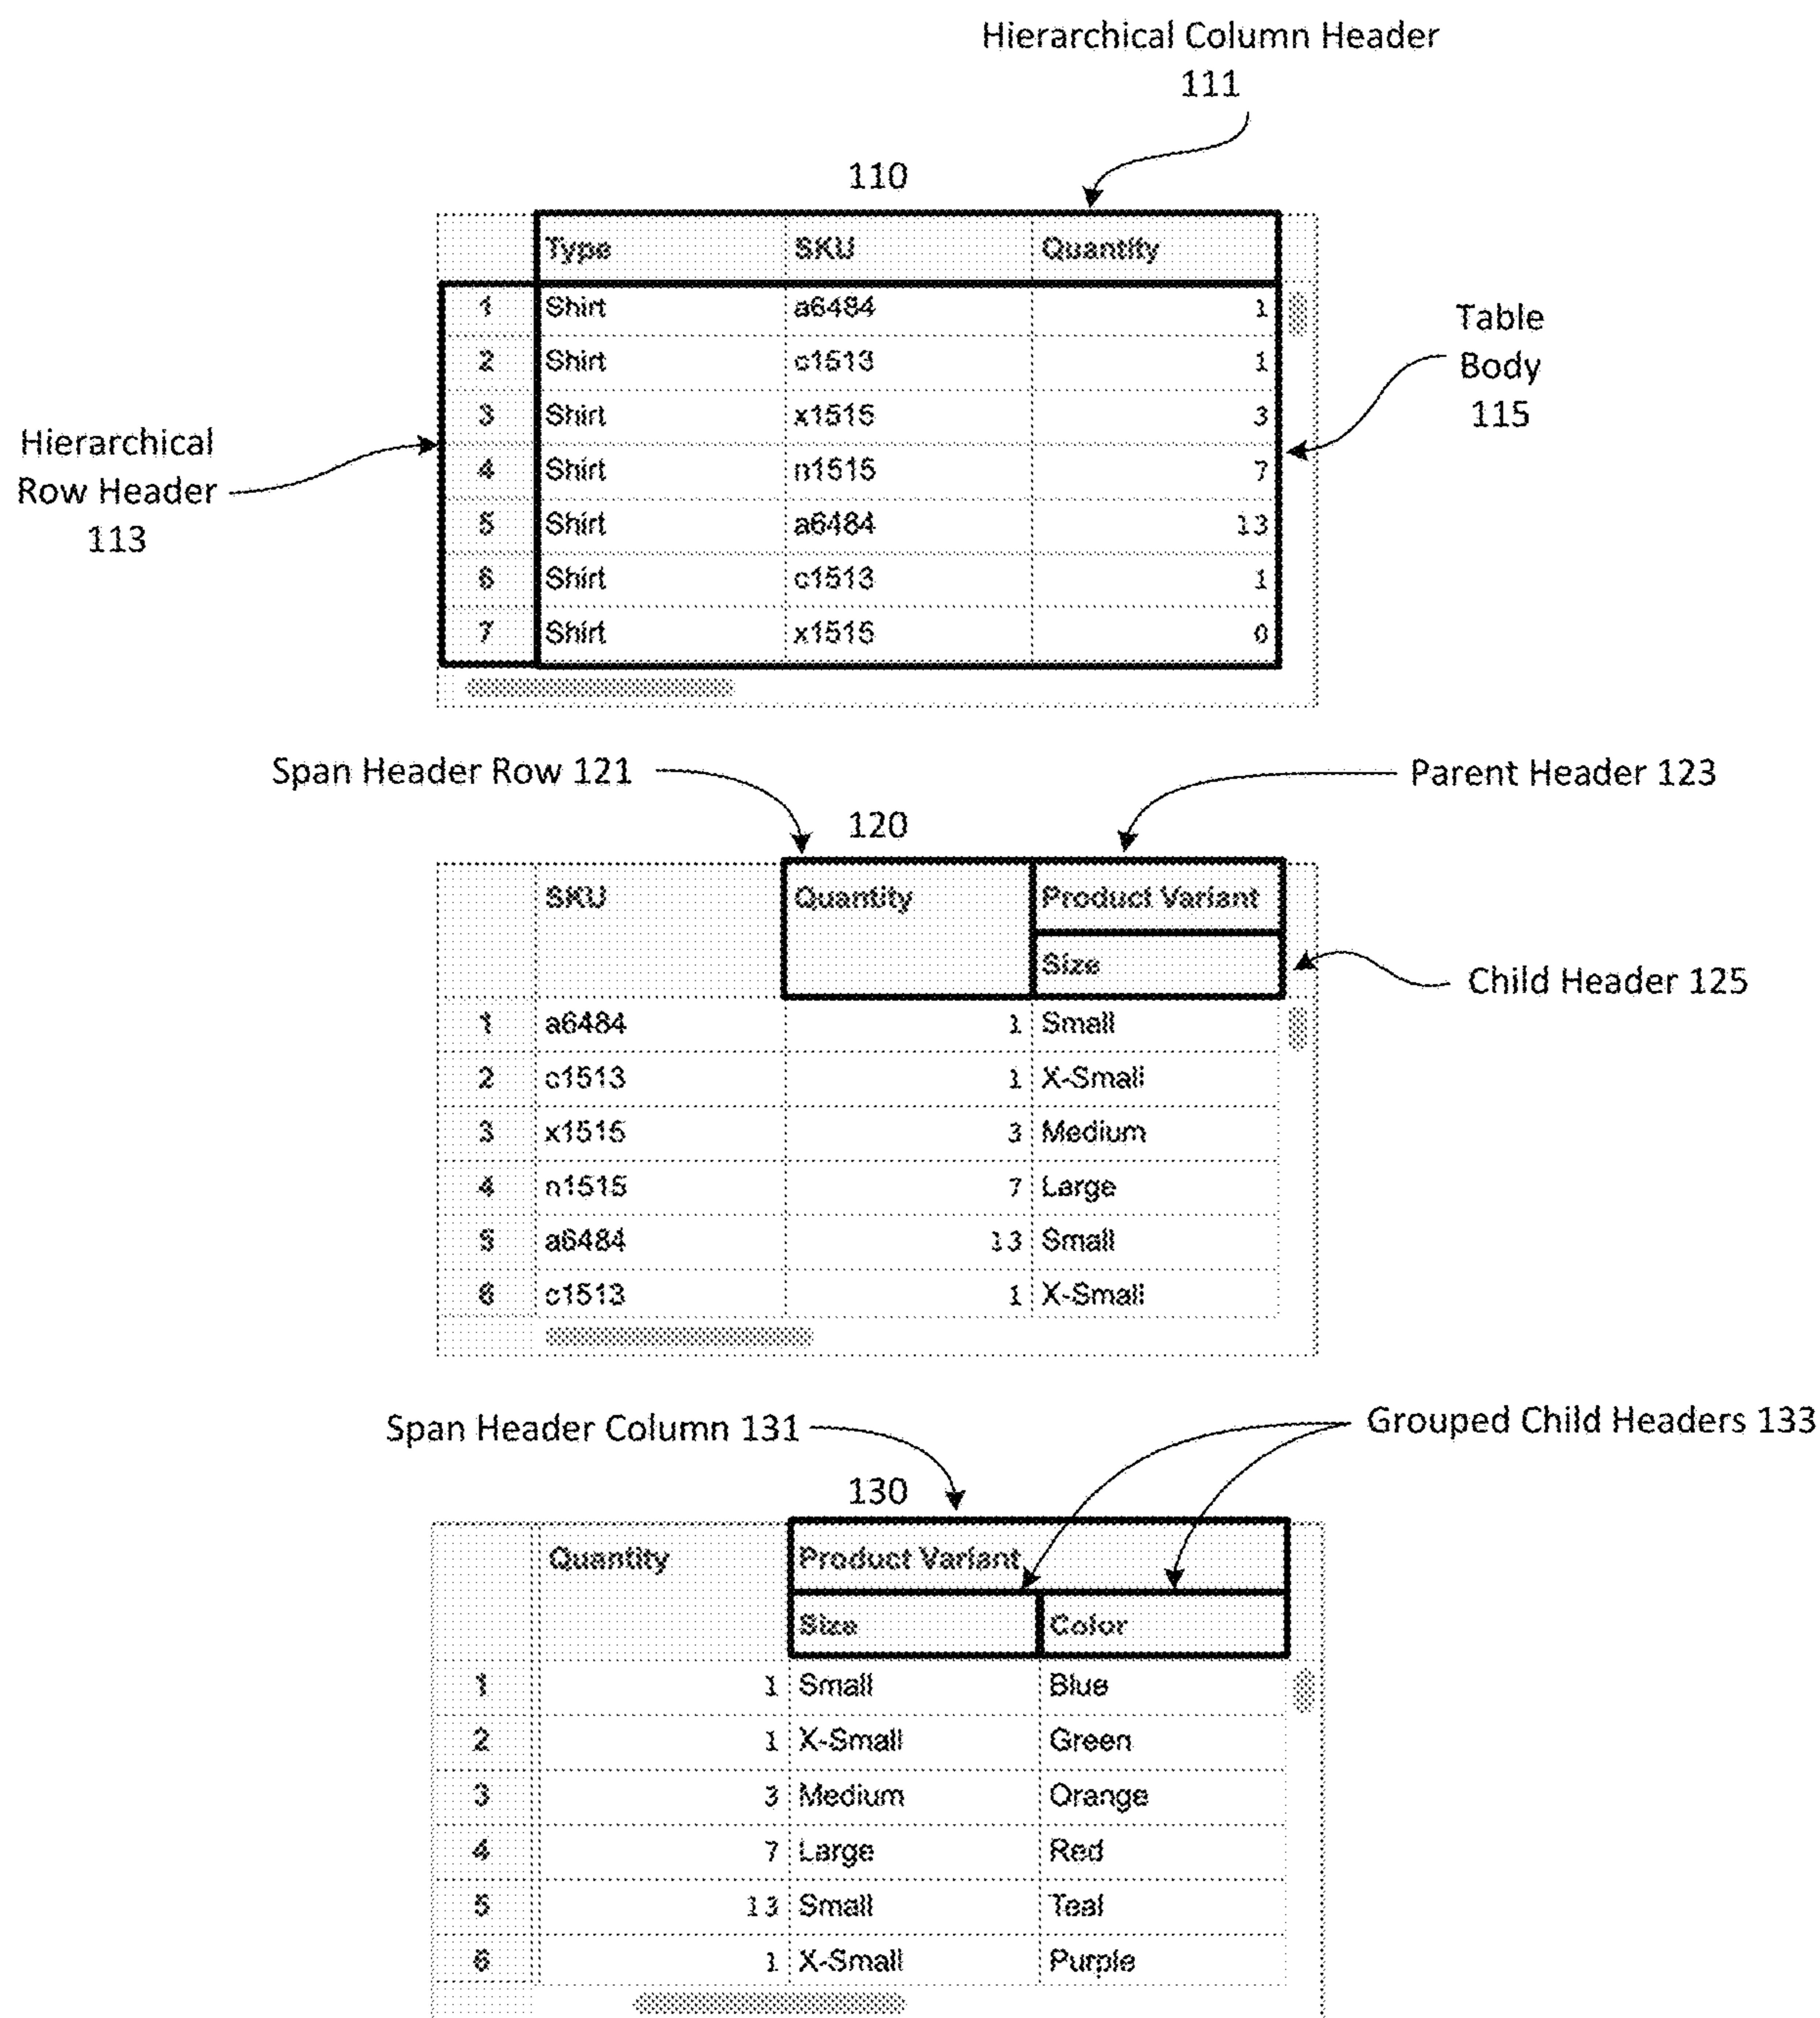 Hierarchical Column Header
111
110
Type SKU Quantity
1 Shirt a6484 1
2 Shirt c1513 1
3 Shirt x1515 3
4 Shirt n1515 7
5 Shirt a6484 13
6 Shirt c1513 1
7 Shirt x1515 0
Table
Body
115
Hierarchical
Row Header
113
Span Header Row 121
Parent Header 123
120
SKU Quantity Product Variant
Size
Child Header 125
1 a6484 1 Small
2 c1513 1 X-Small
3 x1515 3 Medium
4 n1515 7 Large
5 a6484 13 Small
6 c1513 1 X-Small
Span Header Column 131
Grouped Child Headers 133
130
Quantity Product Variant
Size Color
1 1 Small Blue
2 1 X-Small Green
3 3 Medium Orange
4 7 Large Red
5 13 Small Teal
6 1 X-Small Purple